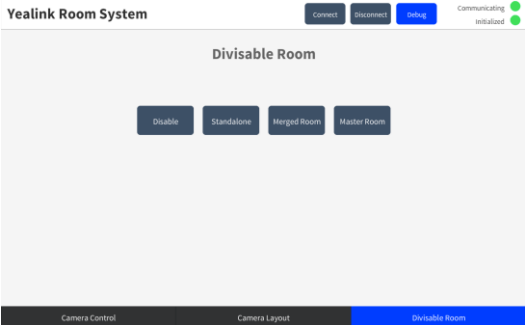 Yealink Room System
Connect
Disconnect
Debug
Communicating
Initialized
Divisable Room
Disable
Standalone
Merged Room
Master Room
Camera Control
Camera Layout
Divisable Room